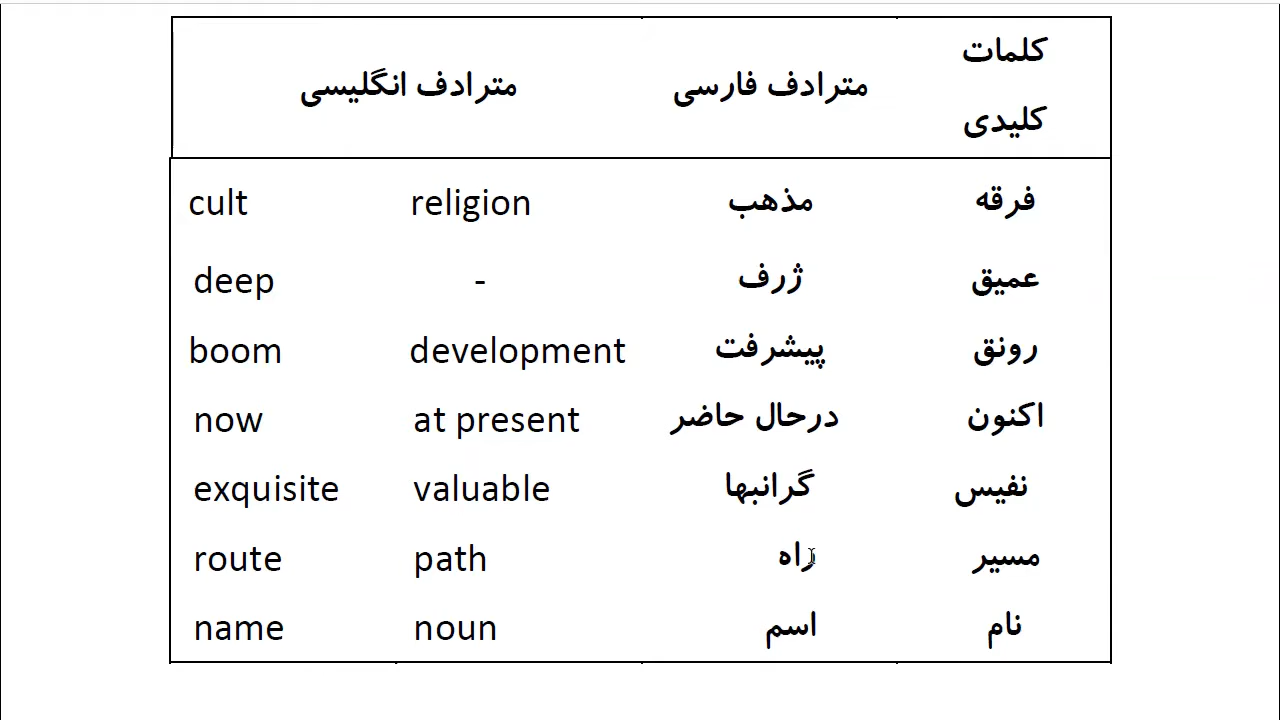 کلمات
کلیدی
مترادف فارسی
مترادف انگلیسی
فرقه مذهب religion cult
عمیق ژرف - deep
رونق پیشرفت development boom
اکنون درحال حاضر at present now
نفیس گرانبها valuable exquisite
مسیر راه path route
نام اسم noun name